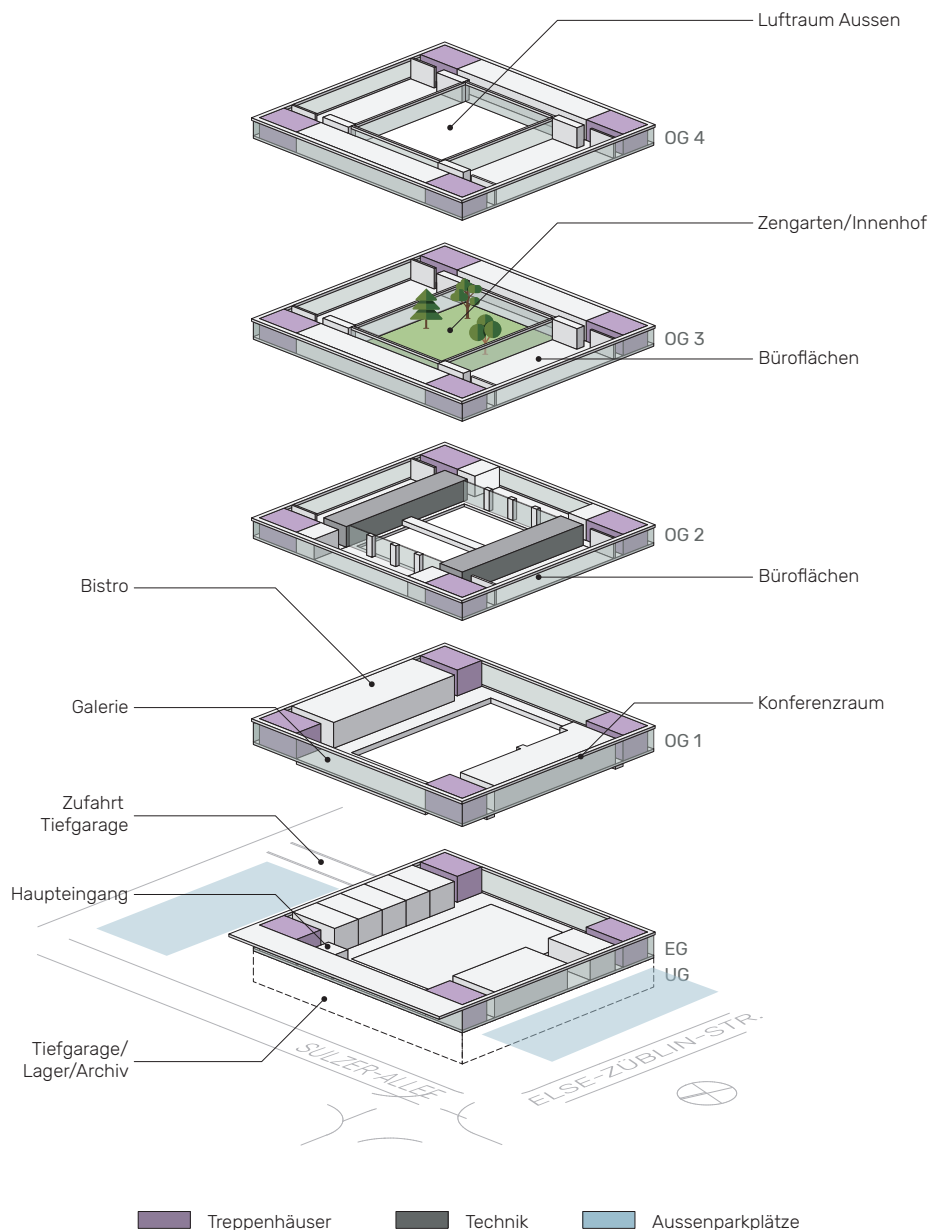 Luftraum Aussen
OG 4
Zengarten/Innenhof
OG 3
Büroflächen
OG 2
Büroflächen
Bistro
Galerie
Konferenzraum
OG 1
Zufahrt
Tiefgarage
Haupteingang
EG
UG
Tiefgarage/
Lager/Archiv
SULZER-ALLEE
ELSE-ZÜBLIN-STR.
Treppenhäuser
Technik
Aussenparkplätze